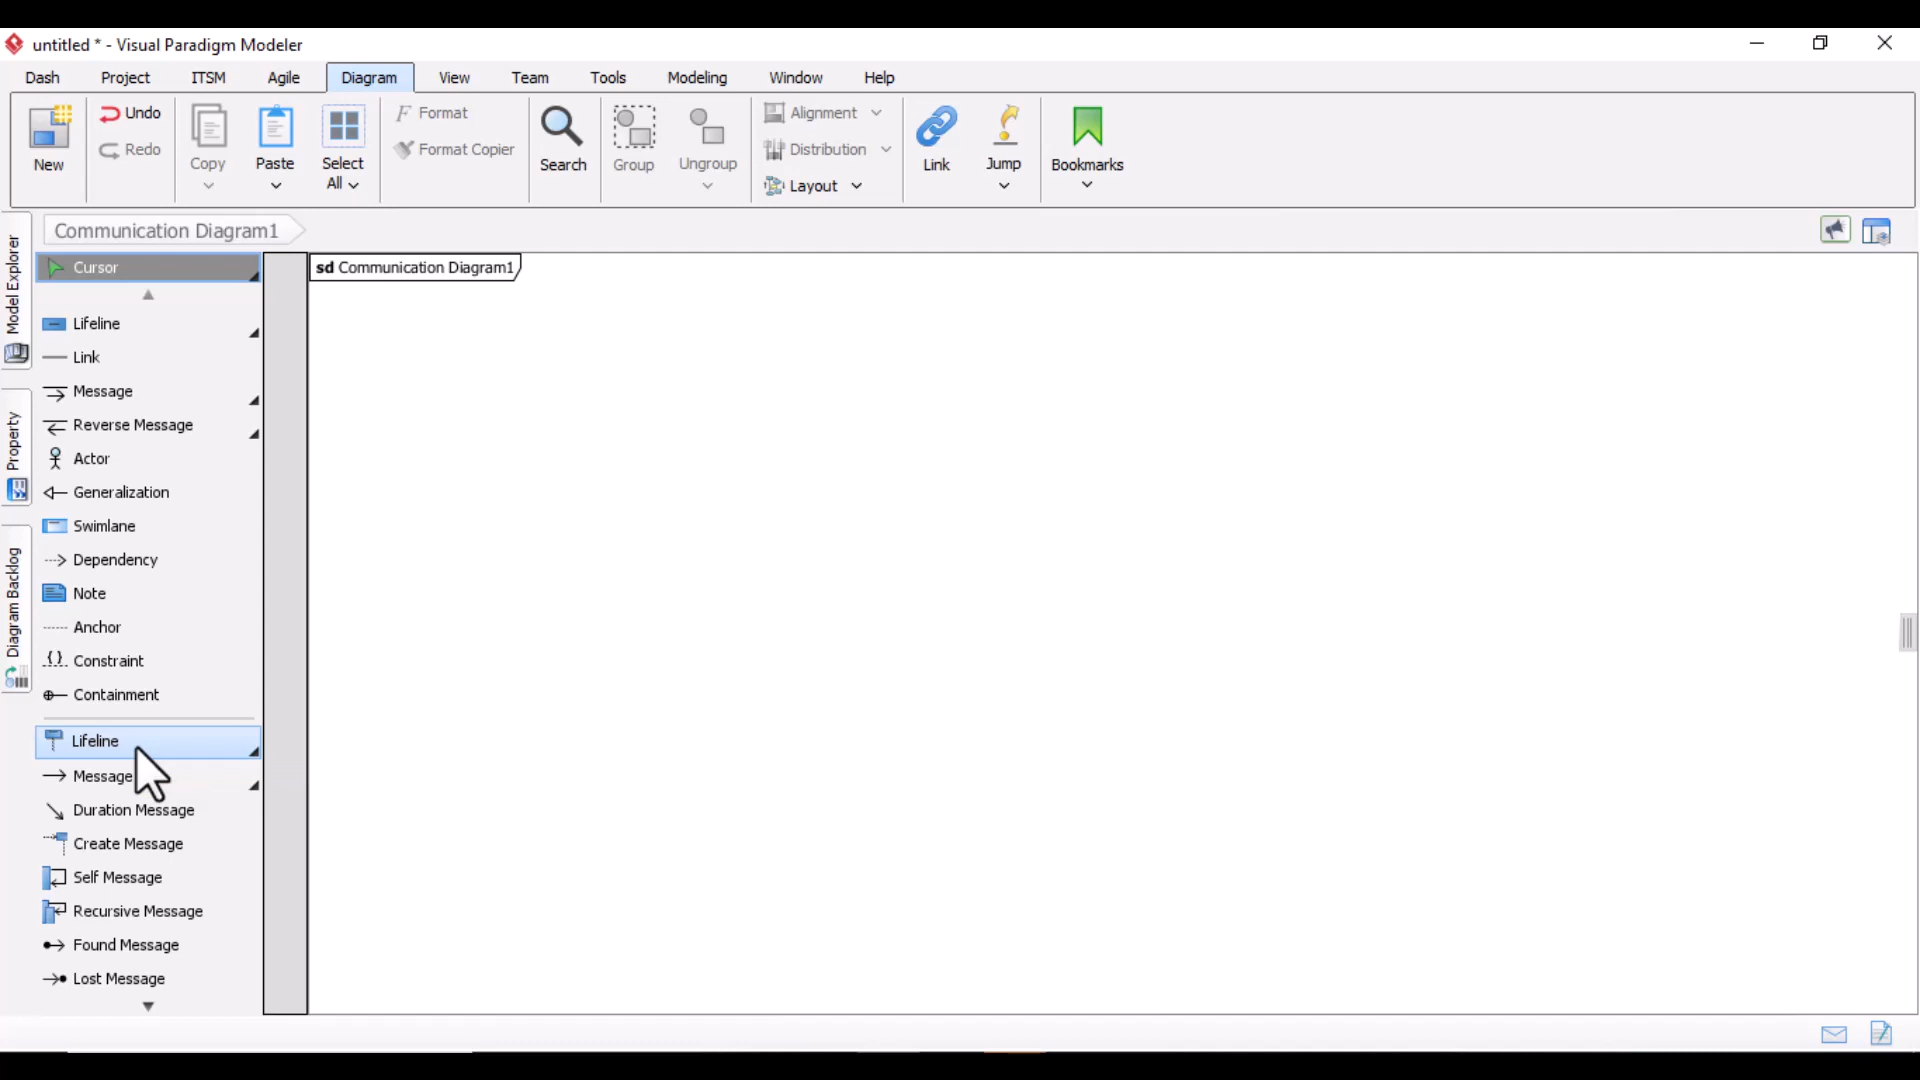 untitled * - Visual Paradigm Modeler
Dash Project ITSM Agile Diagram View Team Tools Modeling Window Help
New
Undo
Redo
Copy
Paste
Select All
Format
Format Copier
Search
Group
Ungroup
Alignment
Distribution
Layout
Link
Jump
Bookmarks
Communication Diagram1
Model Explorer
Property
Diagram Backlog
Cursor
Lifeline
Link
Message
Reverse Message
Actor
Generalization
Swimlane
Dependency
Note
Anchor
Constraint
Containment
Lifeline
Message
Duration Message
Create Message
Self Message
Recursive Message
Found Message
Lost Message
sd Communication Diagram1